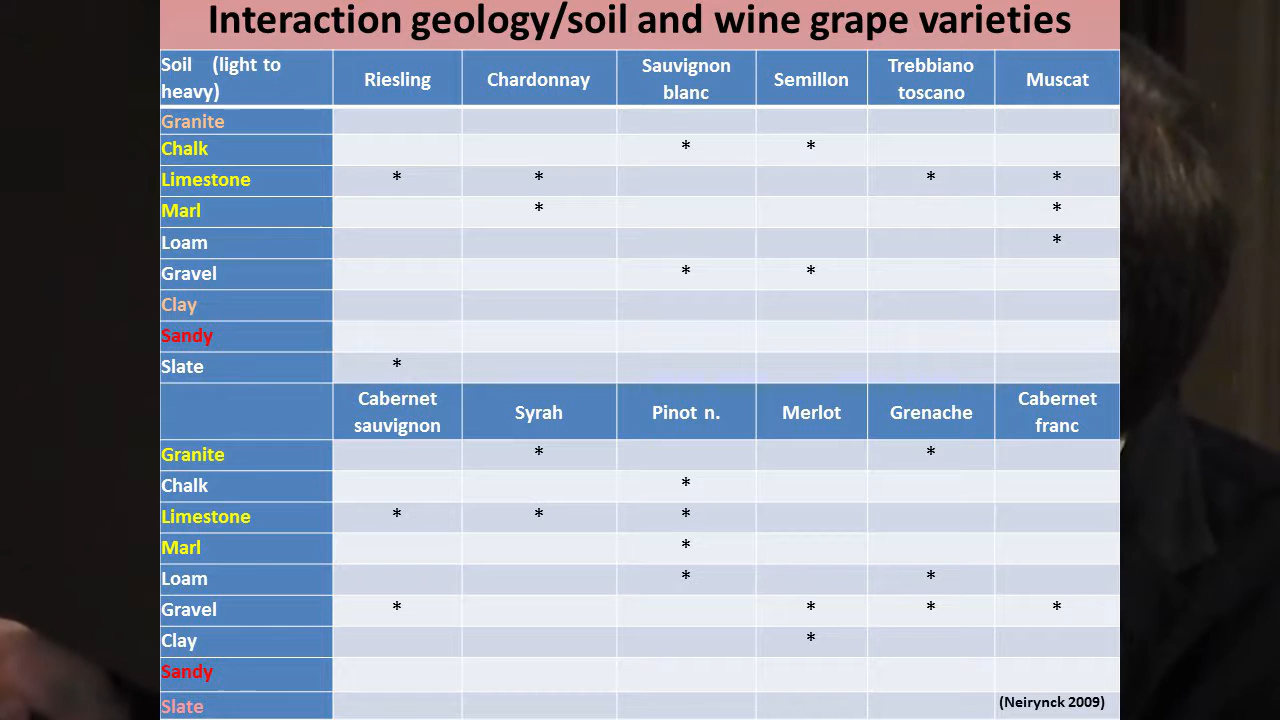 Interaction geology/soil and wine grape varieties
Soil (light to heavy) Riesling Chardonnay Sauvignon blanc Semillon Trebbiano toscano Muscat
Granite
Chalk * *
Limestone * * * *
Marl * *
Loam *
Gravel * *
Clay
Sandy
Slate *
Cabernet sauvignon Syrah Pinot n. Merlot Grenache Cabernet franc
Granite * *
Chalk *
Limestone * * *
Marl *
Loam * *
Gravel * * * *
Clay *
Sandy
Slate (Neirynck 2009)